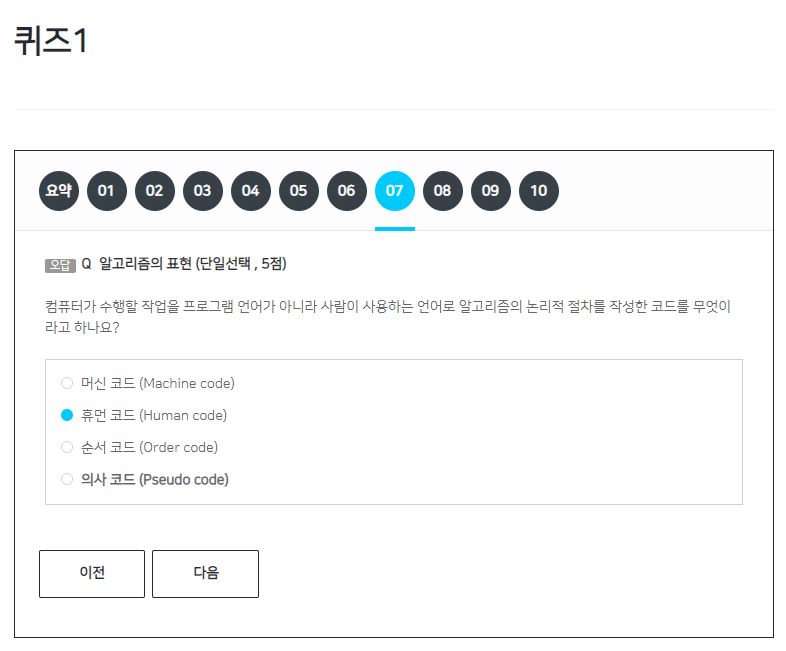 퀴즈1
요약 01 02 03 04 05 06 07 08 09 10
오답 Q 알고리즘의 표현 (단일선택 , 5점)
컴퓨터가 수행할 작업을 프로그램 언어가 아니라 사람이 사용하는 언어로 알고리즘의 논리적 절차를 작성한 코드를 무엇이
라고 하나요?
머신 코드 (Machine code)
휴먼 코드 (Human code)
순서 코드 (Order code)
의사 코드 (Pseudo code)
이전 다음